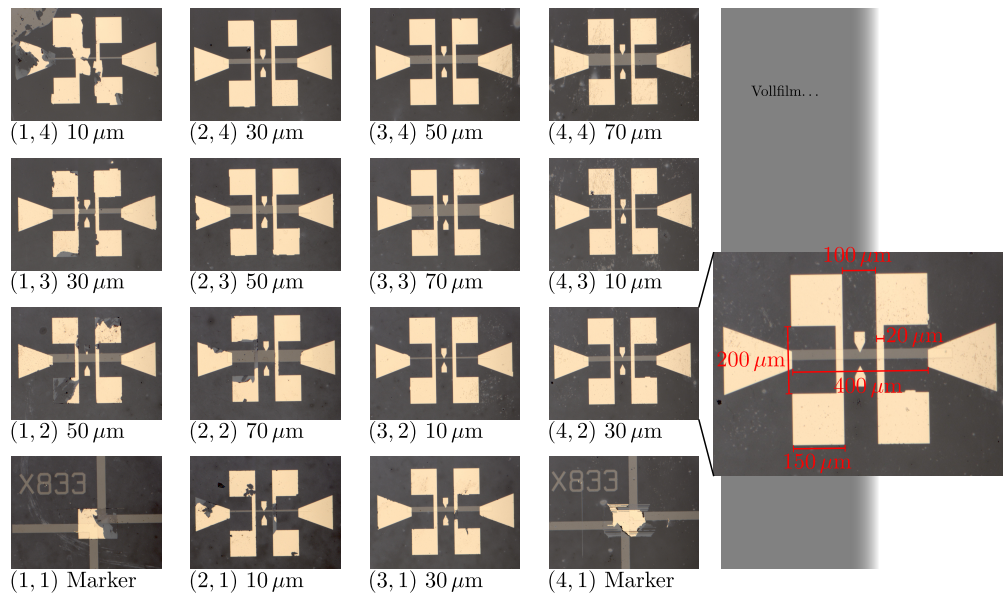 Vollfilm...
(1, 4) 10 μm
(2, 4) 30 μm
(3, 4) 50 μm
(4, 4) 70 μm
(1, 3) 30 μm
(2, 3) 50 μm
(3, 3) 70 μm
(4, 3) 10 μm
100 μm
20 μm
200 μm
400 μm
150 μm
(1, 2) 50 μm
(2, 2) 70 μm
(3, 2) 10 μm
(4, 2) 30 μm
X833
X833
(1, 1) Marker
(2, 1) 10 μm
(3, 1) 30 μm
(4, 1) Marker